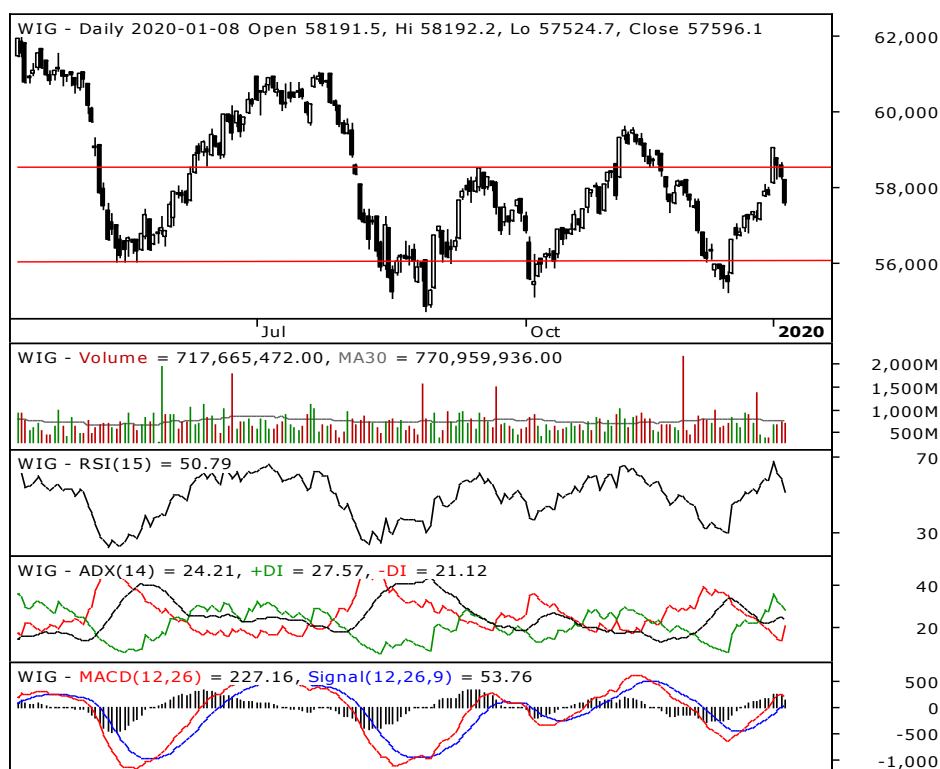 WIG - Daily 2020-01-08 Open 58191.5, Hi 58192.2, Lo 57524.7, Close 57596.1
62,000
60,000
58,000
56,000
Jul Oct 2020
WIG - Volume = 717,665,472.00, MA30 = 770,959,936.00
2,000M
1,500M
1,000M
500M
WIG - RSI(15) = 50.79
70
30
WIG - ADX(14) = 24.21, +DI = 27.57, -DI = 21.12
40
20
WIG - MACD(12,26) = 227.16, Signal(12,26,9) = 53.76
500
0
-500
-1,000